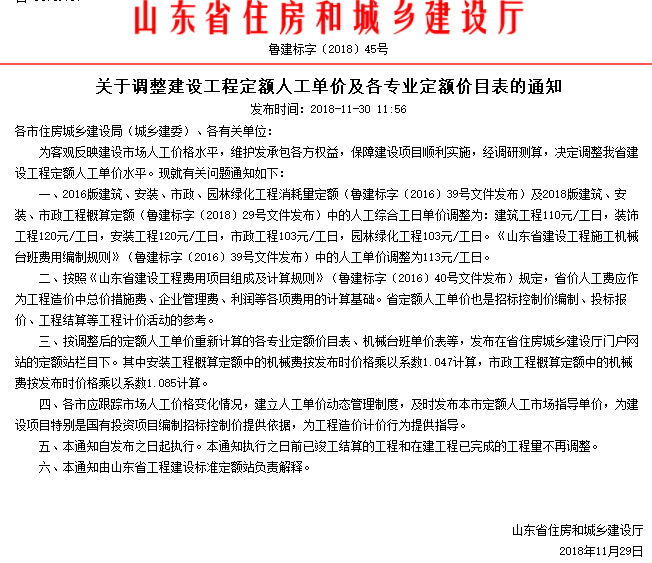 山东省住房和城乡建设厅
鲁建标字〔2018〕45号
关于调整建设工程定额人工单价及各专业定额价目表的通知
发布时间：2018-11-30 11:56
各市住房城乡建设局（城乡建委）、各有关单位：
为客观反映建设市场人工价格水平，维护发承包各方权益，保障建设项目顺利实施，经调研测算，决定调整我省建
设工程定额人工单价水平。现就有关问题通知如下：
一、2016版建筑、安装、市政、园林绿化工程消耗量定额（鲁建标字〔2016〕39号文件发布）及2018版建筑、安
装、市政工程概算定额（鲁建标字〔2018〕29号文件发布）中的人工综合工日单价调整为：建筑工程110元/工日，装饰
工程120元/工日，安装工程120元/工日，市政工程103元/工日，园林绿化工程103元/工日。《山东省建设工程施工机械
台班费用编制规则》（鲁建标字〔2016〕39号文件发布）中的人工单价调整为113元/工日。
二、按照《山东省建设工程费用项目组成及计算规则》（鲁建标字〔2016〕40号文件发布）规定，省价人工费应作
为工程造价中总价措施费、企业管理费、利润等各项费用的计算基础。省定额人工单价也是招标控制价编制、投标报
价、工程结算等工程计价活动的参考。
三、按调整后的定额人工单价重新计算的各专业定额价目表、机械台班单价表等，发布在省住房城乡建设厅门户网
站的定额站栏目下。其中安装工程概算定额中的机械费按发布时价格乘以系数1.047计算，市政工程概算定额中的机械
费按发布时价格乘以系数1.085计算。
四、各市应跟踪市场人工价格变化情况，建立人工单价动态管理制度，及时发布本市定额人工市场指导单价，为建
设项目特别是国有投资项目编制招标控制价提供依据，为工程造价计价行为提供指导。
五、本通知自发布之日起执行。本通知执行之日前已竣工结算的工程和在建工程已完成的工程量不再调整。
六、本通知由山东省工程建设标准定额站负责解释。
山东省住房和城乡建设厅
2018年11月29日